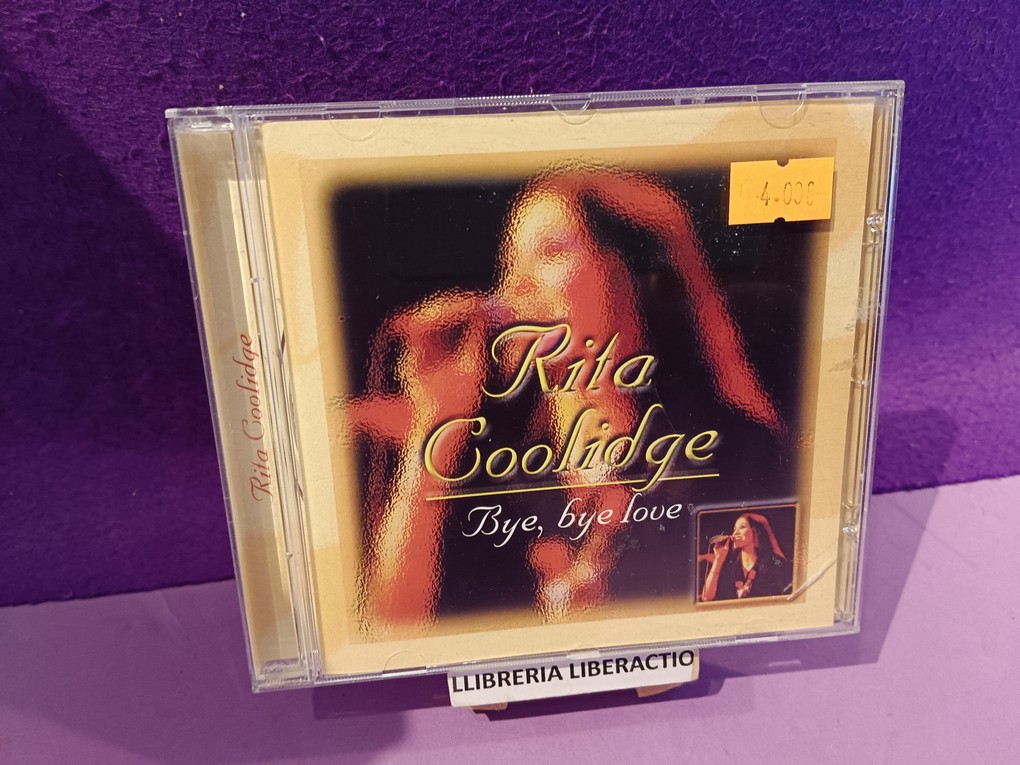 4.00€
Rita
Coolidge
Bye, bye love
Rita Coolidge
LLIBRERIA LIBERACTIO